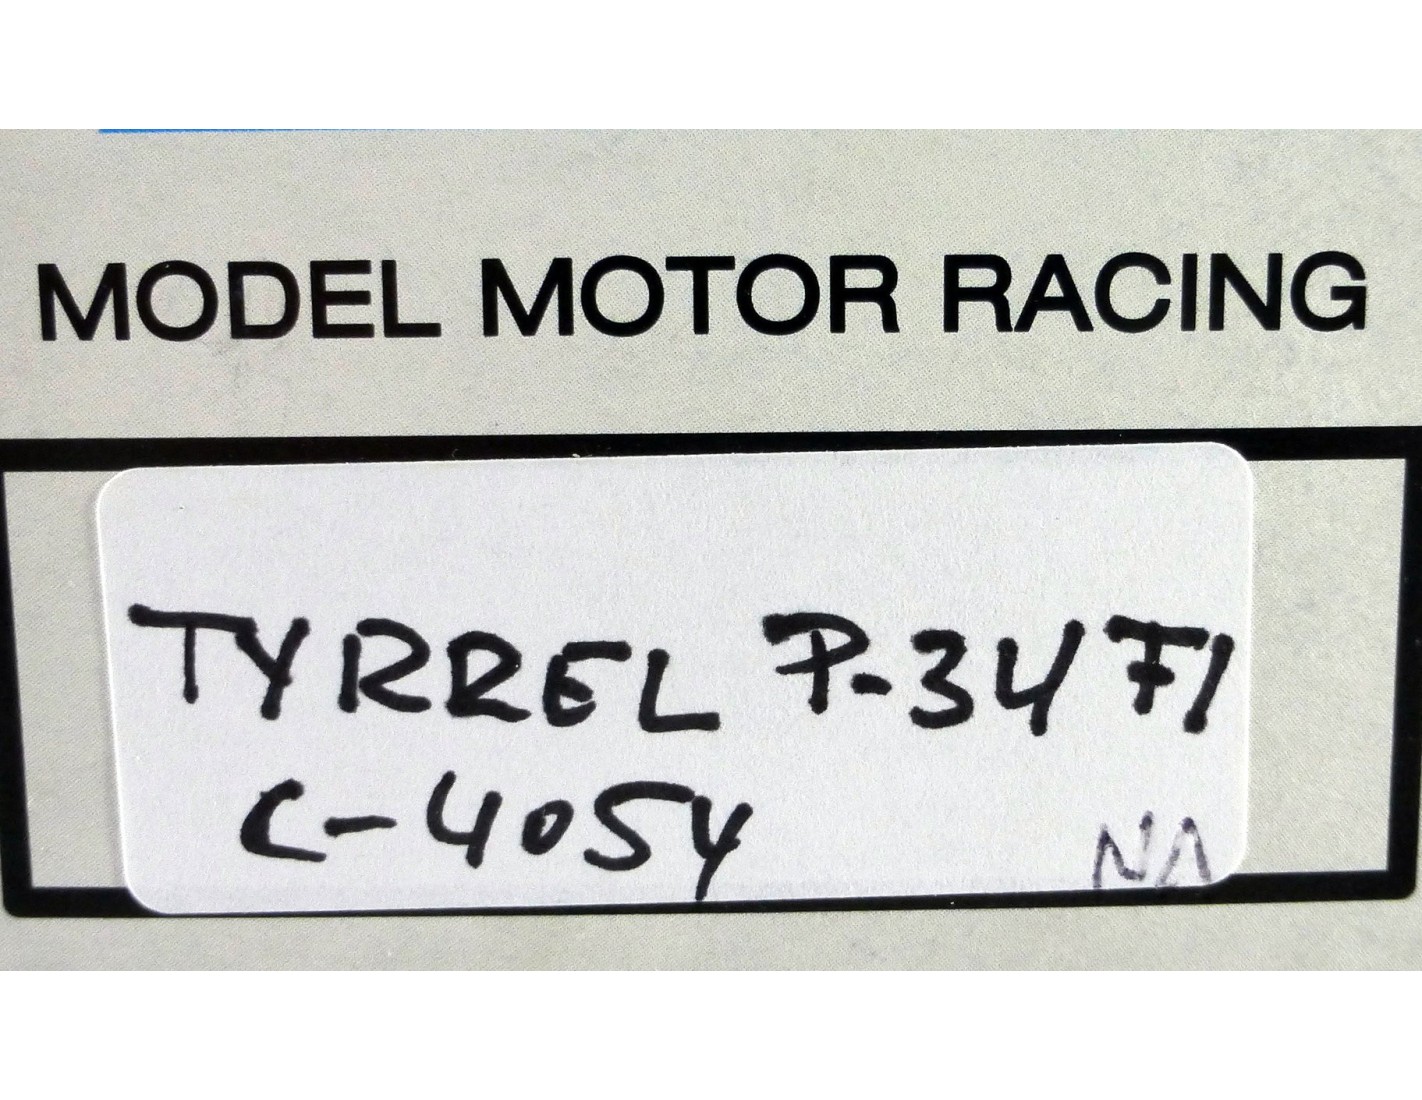 MODEL MOTOR RACING
TYRREL P-34 F1
C-4054 NA